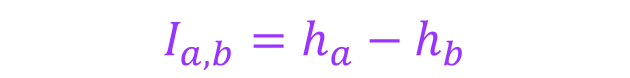 I_{a,b} = h_a − h_b